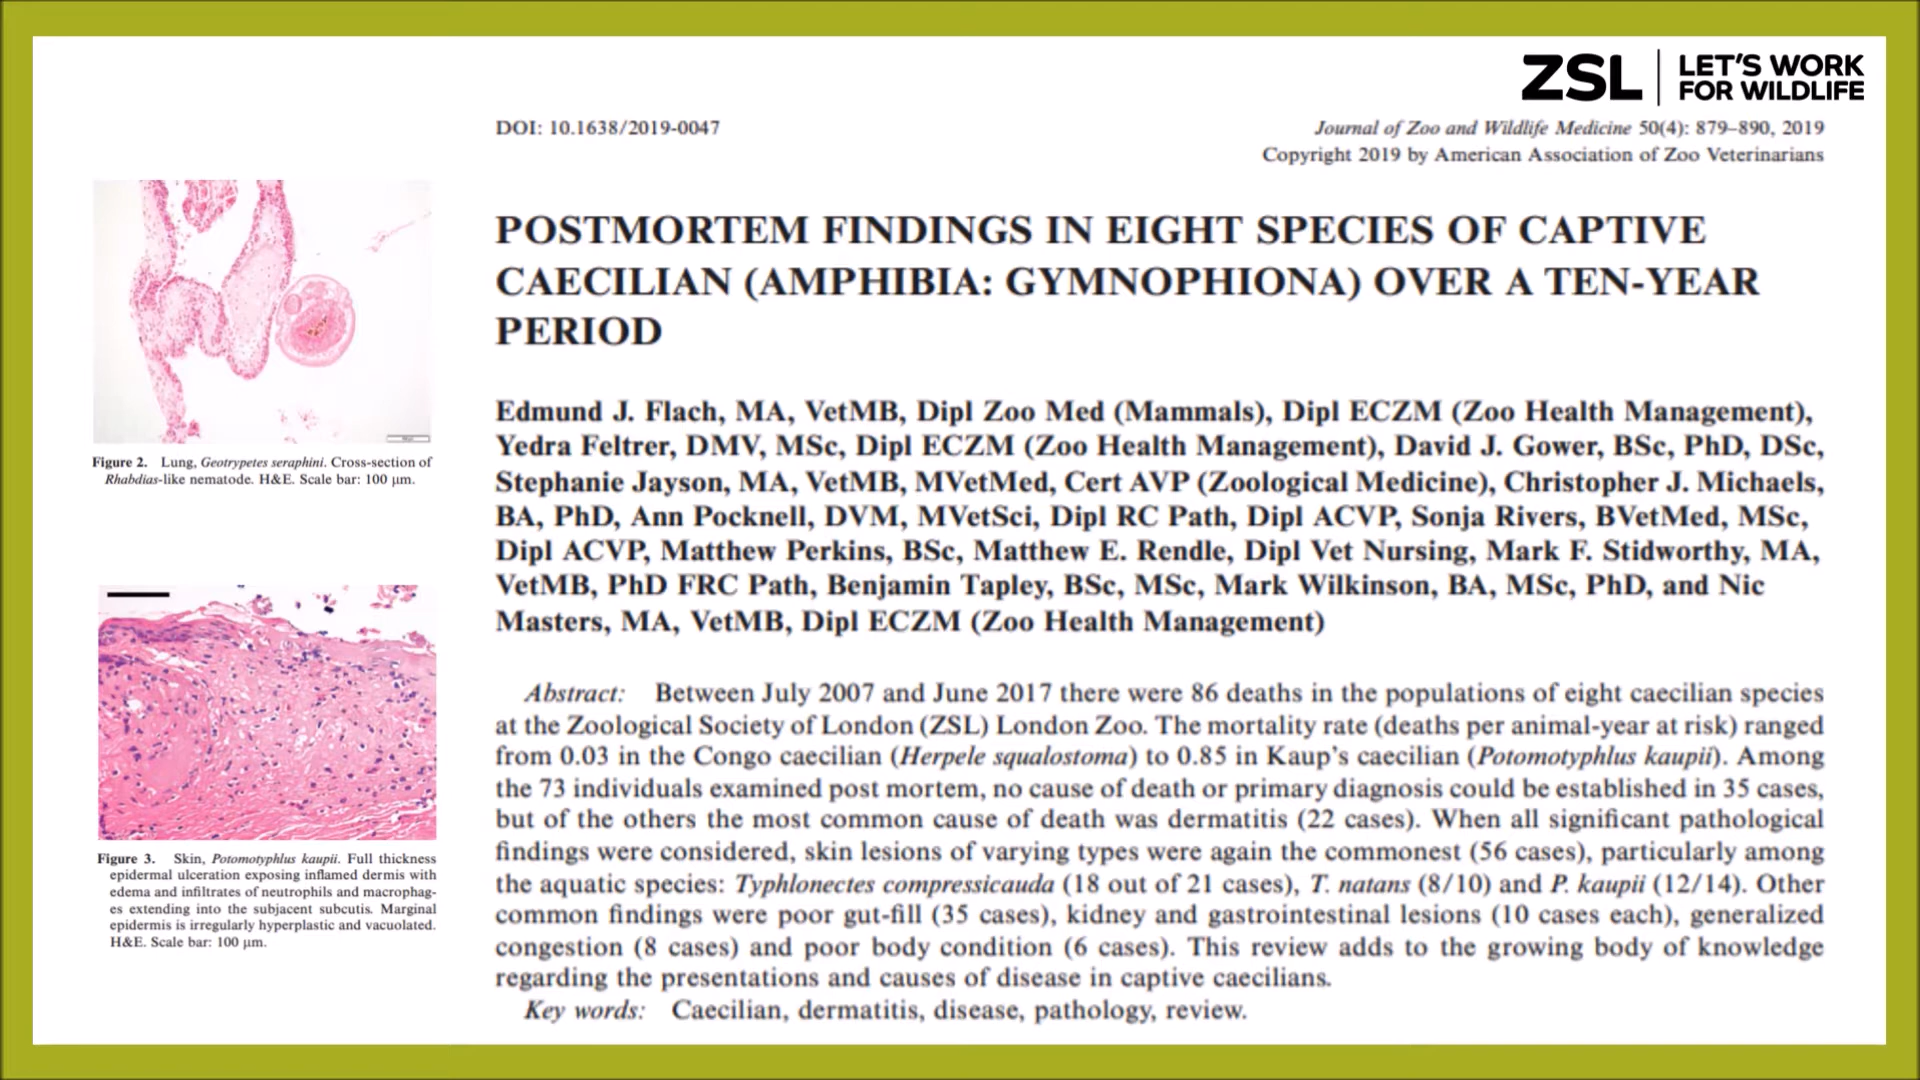 ZSL
LET'S WORK
FOR WILDLIFE
DOI: 10.1638/2019-0047
Journal of Zoo and Wildlife Medicine 50(4): 879–890, 2019
Copyright 2019 by American Association of Zoo Veterinarians
POSTMORTEM FINDINGS IN EIGHT SPECIES OF CAPTIVE
CAECILIAN (AMPHIBIA: GYMNOPHIONA) OVER A TEN-YEAR
PERIOD
Edmund J. Flach, MA, VetMB, Dipl Zoo Med (Mammals), Dipl ECZM (Zoo Health Management),
Yedra Feltrer, DMV, MSc, Dipl ECZM (Zoo Health Management), David J. Gower, BSc, PhD, DSc,
Stephanie Jayson, MA, VetMB, MVetMed, Cert AVP (Zoological Medicine), Christopher J. Michaels,
BA, PhD, Ann Pocknell, DVM, MVetSci, Dipl RC Path, Dipl ACVP, Sonja Rivers, BVetMed, MSc,
Dipl ACVP, Matthew Perkins, BSc, Matthew E. Rendle, Dipl Vet Nursing, Mark F. Stidworthy, MA,
VetMB, PhD FRC Path, Benjamin Tapley, BSc, MSc, Mark Wilkinson, BA, MSc, PhD, and Nic
Masters, MA, VetMB, Dipl ECZM (Zoo Health Management)
Abstract: Between July 2007 and June 2017 there were 86 deaths in the populations of eight caecilian species
at the Zoological Society of London (ZSL) London Zoo. The mortality rate (deaths per animal-year at risk) ranged
from 0.03 in the Congo caecilian (Herpele squalostoma) to 0.85 in Kaup's caecilian (Potomotyphlus kaupii). Among
the 73 individuals examined post mortem, no cause of death or primary diagnosis could be established in 35 cases,
but of the others the most common cause of death was dermatitis (22 cases). When all significant pathological
findings were considered, skin lesions of varying types were again the commonest (56 cases), particularly among
the aquatic species: Typhlonectes compressicauda (18 out of 21 cases), T. natans (8/10) and P. kaupii (12/14). Other
common findings were poor gut-fill (35 cases), kidney and gastrointestinal lesions (10 cases each), generalized
congestion (8 cases) and poor body condition (6 cases). This review adds to the growing body of knowledge
regarding the presentations and causes of disease in captive caecilians.
Key words: Caecilian, dermatitis, disease, pathology, review.
Figure 2. Lung, Geotrypetes seraphini. Cross-section of
Rhabdias-like nematode. H&E. Scale bar: 100 μm.
Figure 3. Skin, Potomotyphlus kaupii. Full thickness
epidermal ulceration exposing inflamed dermis with
edema and infiltrates of neutrophils and macrophag-
es extending into the subjacent subcutis. Marginal
epidermis is irregularly hyperplastic and vacuolated.
H&E. Scale bar: 100 μm.